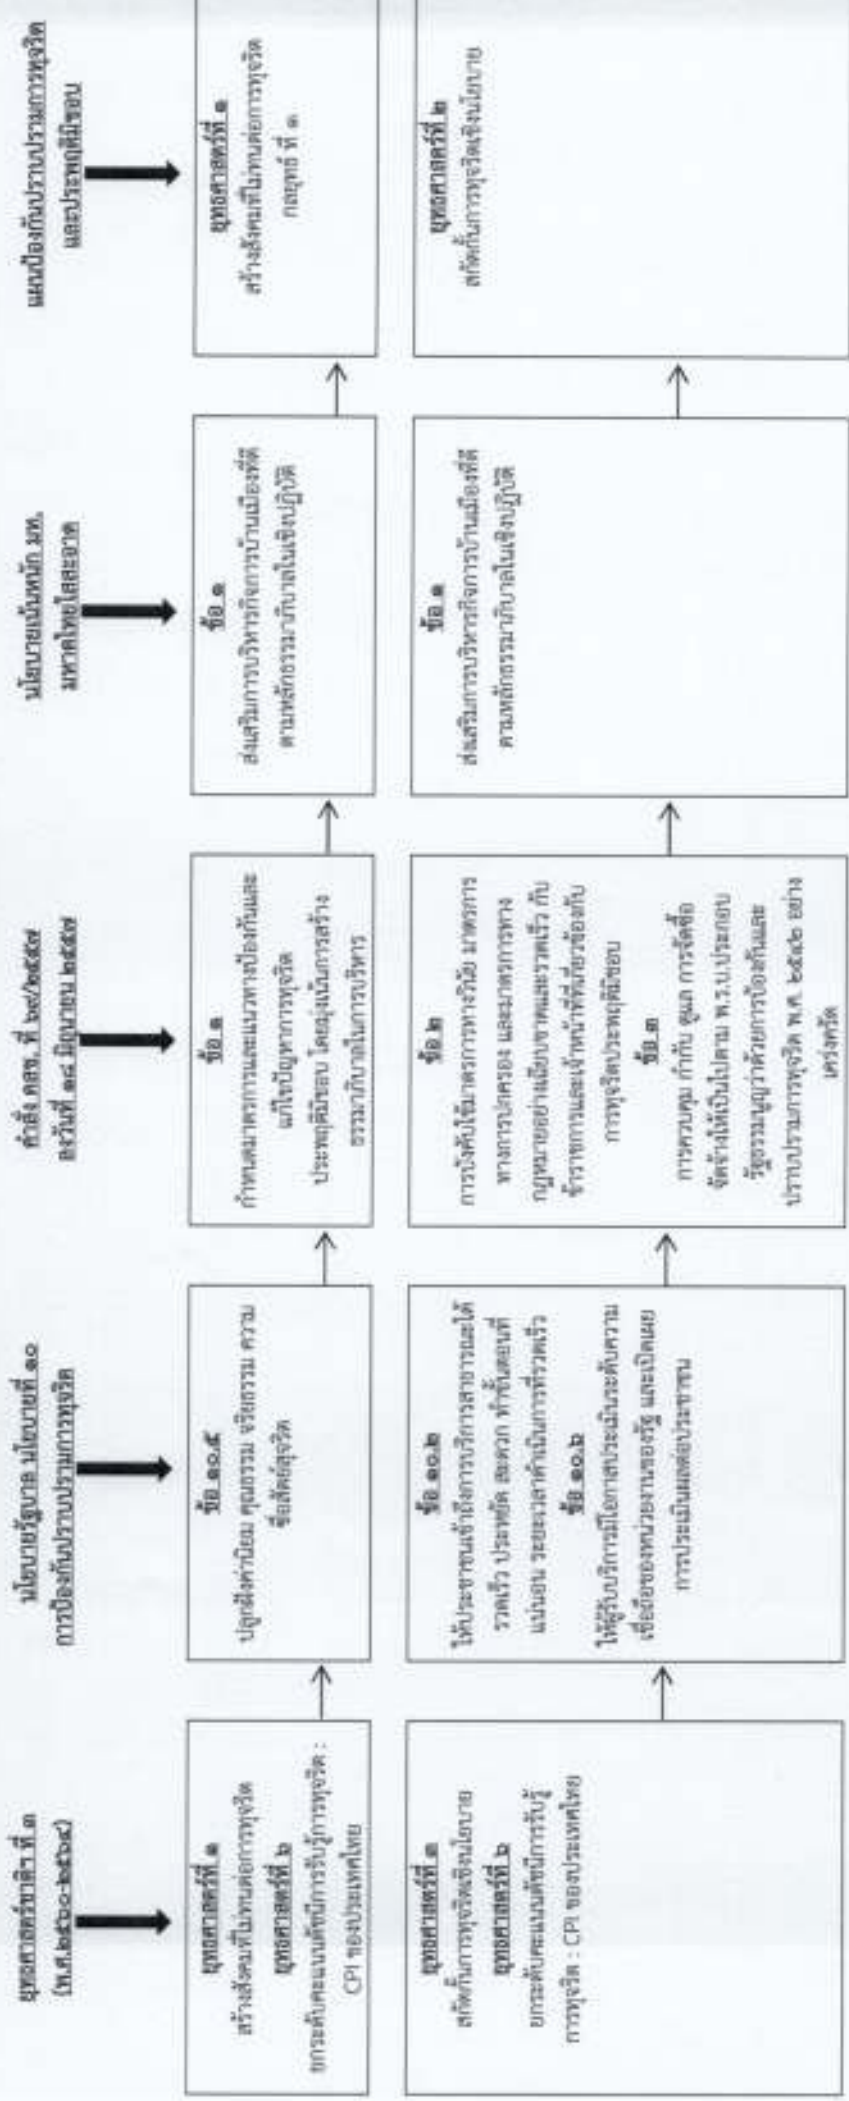 ยุทธศาสตร์ชาติฯ ที่ ๓
(พ.ศ.๒๕๖๐-๒๕๖๔)
นโยบายรัฐบาล นโยบายที่ ๑๐
การป้องกันปราบปรามการทุจริต
คำสั่ง คสช. ที่ ๖๙/๒๕๕๗
ลงวันที่ ๑๘ มิถุนายน ๒๕๕๗
นโยบายเน้นหนัก มท.
มหาดไทยใสสะอาด
แผนป้องกันปราบปรามการทุจริต
และประพฤติมิชอบ
ยุทธศาสตร์ที่ ๑
สร้างสังคมที่ไม่ทนต่อการทุจริต
ยุทธศาสตร์ที่ ๖
ยกระดับคะแนนดัชนีการรับรู้การทุจริต :
CPI ของประเทศไทย
ข้อ ๑๐.๕
ปลูกฝังค่านิยม คุณธรรม จริยธรรม ความ
ซื่อสัตย์สุจริต
ข้อ ๑
กำหนดมาตรการและแนวทางป้องกันและ
แก้ไขปัญหาการทุจริต
ประพฤติมิชอบ โดยมุ่งเน้นการสร้าง
ธรรมาภิบาลในการบริหาร
ข้อ ๑
ส่งเสริมการบริหารกิจการบ้านเมืองที่ดี
ตามหลักธรรมาภิบาลในเชิงปฏิบัติ
ยุทธศาสตร์ที่ ๑
สร้างสังคมที่ไม่ทนต่อการทุจริต
กลยุทธ์ ที่ ๑
ยุทธศาสตร์ที่ ๓
สกัดกั้นการทุจริตเชิงนโยบาย
ยุทธศาสตร์ที่ ๖
ยกระดับคะแนนดัชนีการรับรู้
การทุจริต : CPI ของประเทศไทย
ข้อ ๑๐.๒
ให้ประชาชนเข้าถึงการบริการสาธารณะได้
รวดเร็ว ประหยัด สะดวก ทำขั้นตอนที่
แน่นอน ระยะเวลาดำเนินการที่รวดเร็ว
ข้อ ๑๐.๖
ให้ผู้รับบริการมีโอกาสประเมินระดับความ
เชื่อถือของหน่วยงานของรัฐ และเปิดเผย
การประเมินผลต่อประชาชน
ข้อ ๒
การบังคับใช้มาตรการทางวินัย มาตรการ
ทางการปกครอง และมาตรการทาง
กฎหมายอย่างเฉียบขาดและรวดเร็ว กับ
ข้าราชการและเจ้าหน้าที่ที่เกี่ยวข้องกับ
การทุจริตประพฤติมิชอบ
ข้อ ๓
การควบคุม กำกับ ดูแล การจัดซื้อ
จัดจ้างให้เป็นไปตาม พ.ร.บ.ประกอบ
รัฐธรรมนูญว่าด้วยการป้องกันและ
ปราบปรามการทุจริต พ.ศ. ๒๕๔๒ อย่าง
เคร่งครัด
ข้อ ๑
ส่งเสริมการบริหารกิจการบ้านเมืองที่ดี
ตามหลักธรรมาภิบาลในเชิงปฏิบัติ
ยุทธศาสตร์ที่ ๒
สกัดกั้นการทุจริตเชิงนโยบาย